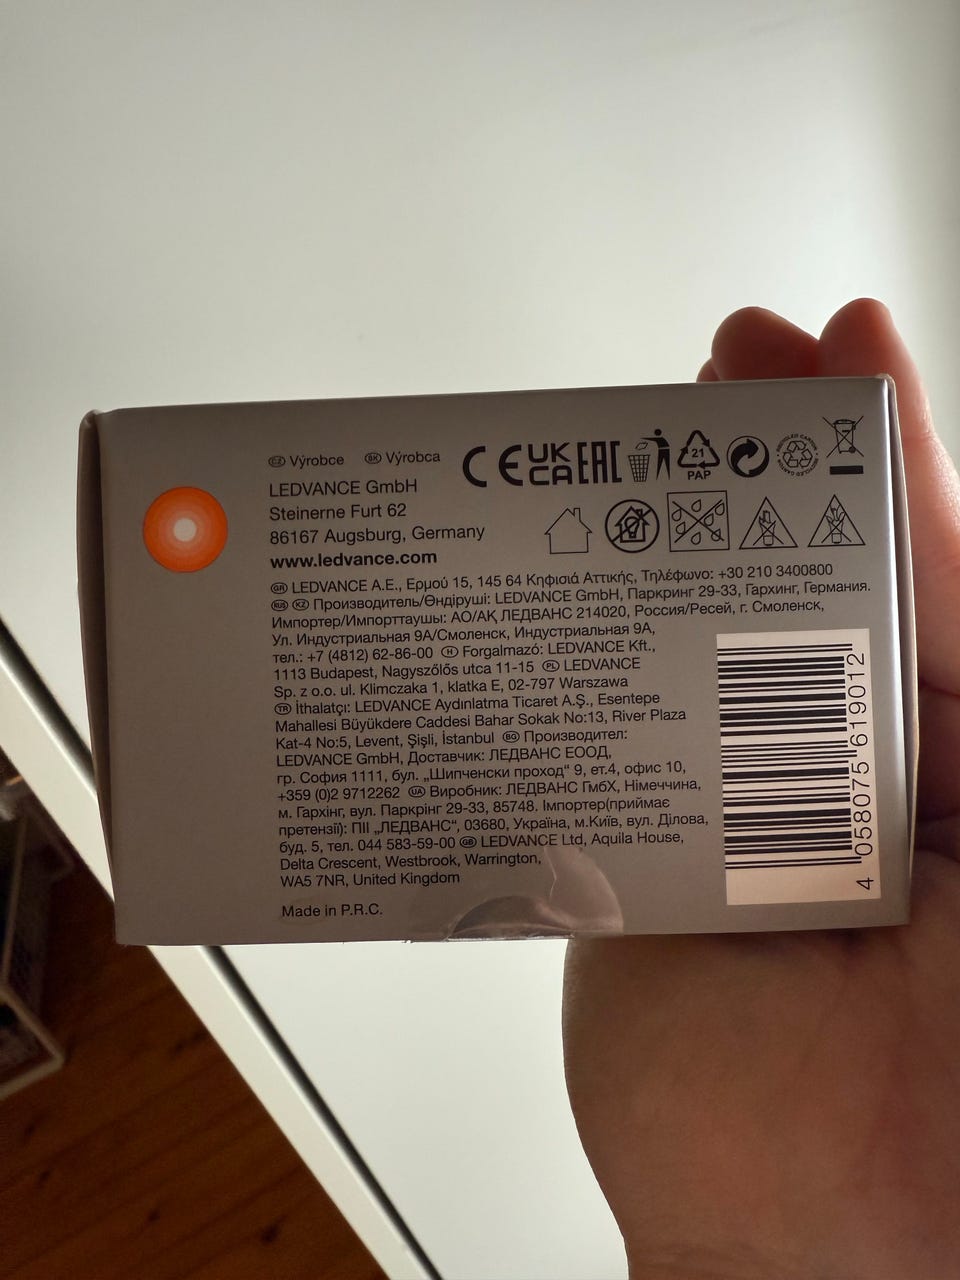 CZ Výrobce SK Výrobca
LEDVANCE GmbH
Steinerne Furt 62
86167 Augsburg, Germany
www.ledvance.com
CE UK CA EAC
21
PAP
RECYCLED CARTON RECYCLED CARTON
GR LEDVANCE A.E., Ερμού 15, 145 64 Κηφισιά Αττικής, Τηλέφωνο: +30 210 3400800
RUS KZ Производитель/Өндіруші: LEDVANCE GmbH, Паркринг 29-33, Гархинг, Германия.
Импортер/Импорттаушы: АО/АҚ ЛЕДВАНС 214020, Россия/Ресей, г. Смоленск,
Ул. Индустриальная 9А/Смоленск, Индустриальная 9А,
тел.: +7 (4812) 62-86-00 H Forgalmazó: LEDVANCE Kft.,
1113 Budapest, Nagyszőlős utca 11-15 PL LEDVANCE
Sp. z o.o. ul. Klimczaka 1, klatka E, 02-797 Warszawa
TR İthalatçı: LEDVANCE Aydınlatma Ticaret A.Ş., Esentepe
Mahallesi Büyükdere Caddesi Bahar Sokak No:13, River Plaza
Kat-4 No:5, Levent, Şişli, İstanbul BG Производител:
LEDVANCE GmbH, Доставчик: ЛЕДВАНС ЕООД,
гр. София 1111, бул. „Шипченски проход“ 9, ет.4, офис 10,
+359 (0)2 9712262 UA Виробник: ЛЕДВАНС ГмбХ, Німеччина,
м. Гархінг, вул. Паркрінг 29-33, 85748. Імпортер(приймає
претензії): ПІІ „ЛЕДВАНС“, 03680, Україна, м.Київ, вул. Ділова,
буд. 5, тел. 044 583-59-00 GB LEDVANCE Ltd, Aquila House,
Delta Crescent, Westbrook, Warrington,
WA5 7NR, United Kingdom
Made in P.R.C.
4 058075 619012